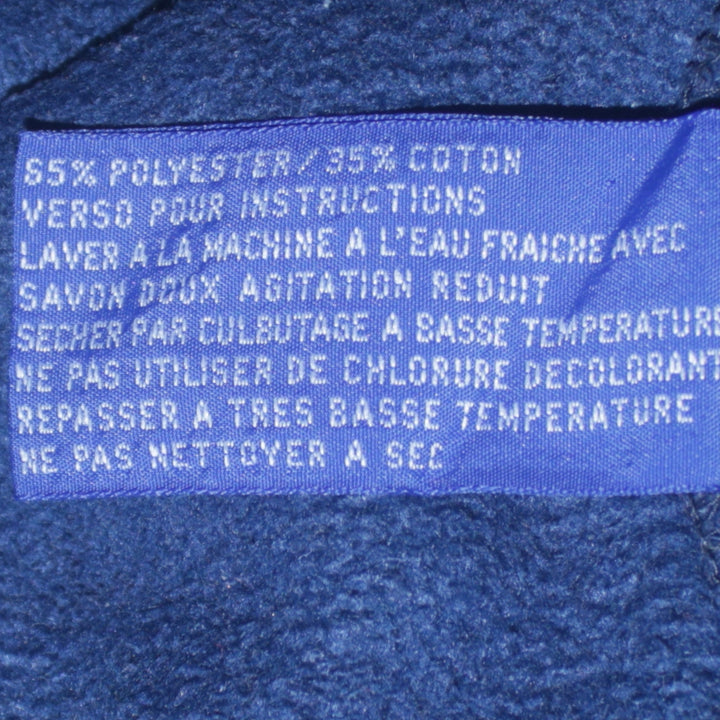 65% POLYESTER/35% COTON
VERSO POUR INSTRUCTIONS
LAVER A LA MACHINE A L'EAU FRAICHE AVEC
SAVON DOUX AGITATION REDUIT
SECHER PAR CULBUTAGE A BASSE TEMPERATURE
NE PAS UTILISER DE CHLORURE DECOLORANT
REPASSER A TRES BASSE TEMPERATURE
NE PAS NETTOYER A SEC